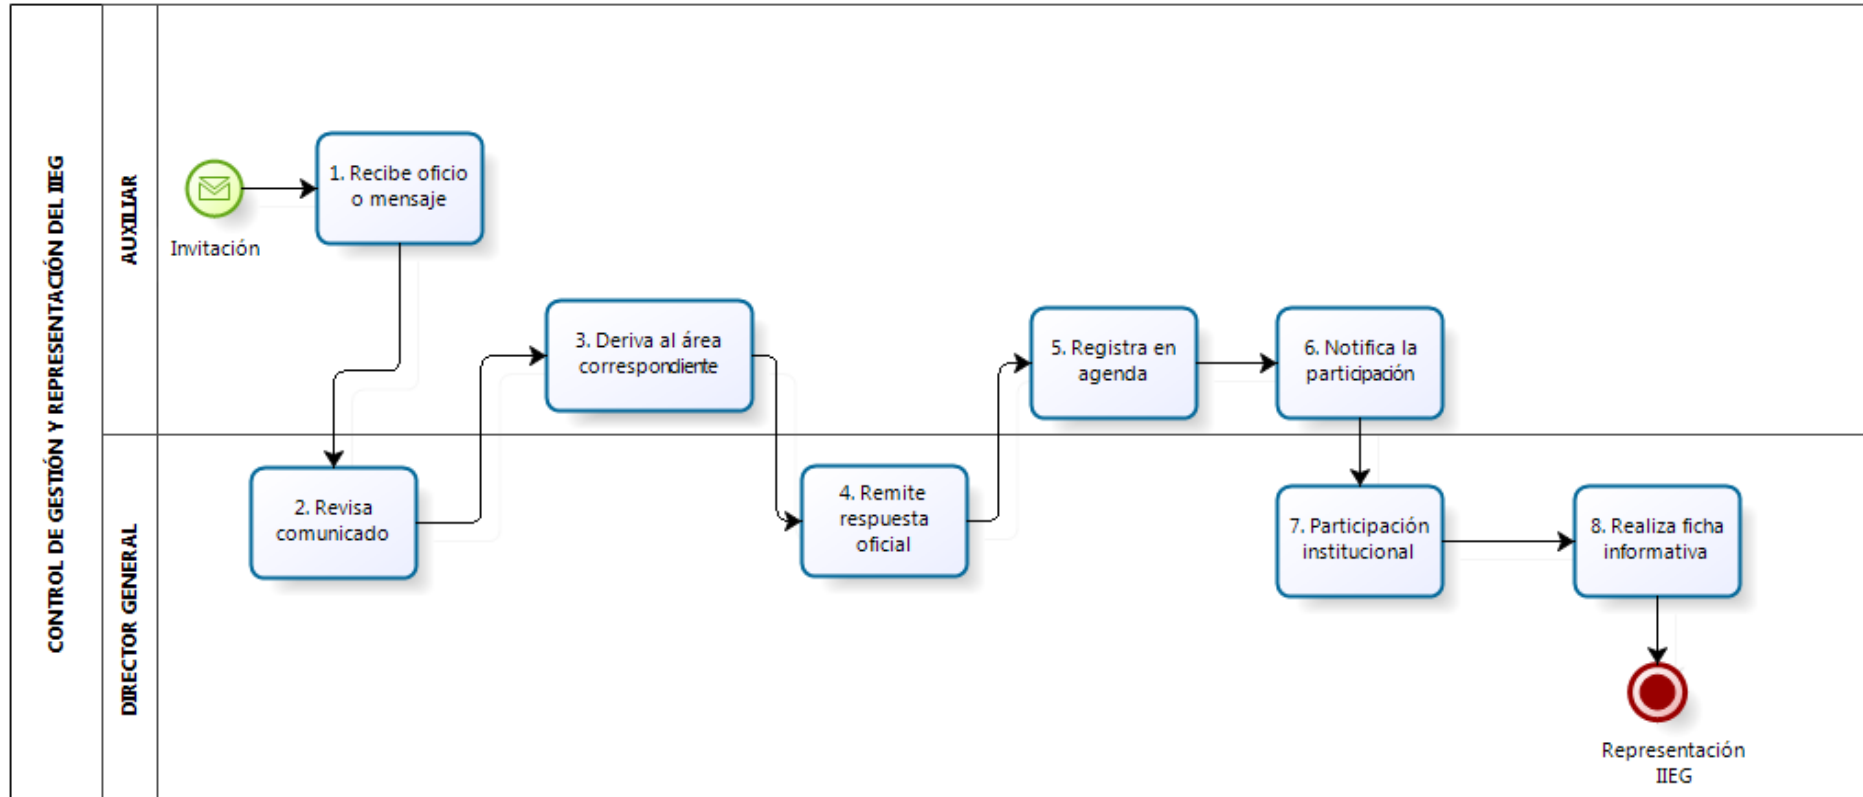 CONTROL DE GESTIÓN Y REPRESENTACIÓN DEL IIEG
AUXILIAR
Invitación
1. Recibe oficio
o mensaje
3. Deriva al área
correspondiente
5. Registra en
agenda
6. Notifica la
participación
DIRECTOR GENERAL
2. Revisa
comunicado
4. Remite
respuesta
oficial
7. Participación
institucional
8. Realiza ficha
informativa
Representación
IIEG